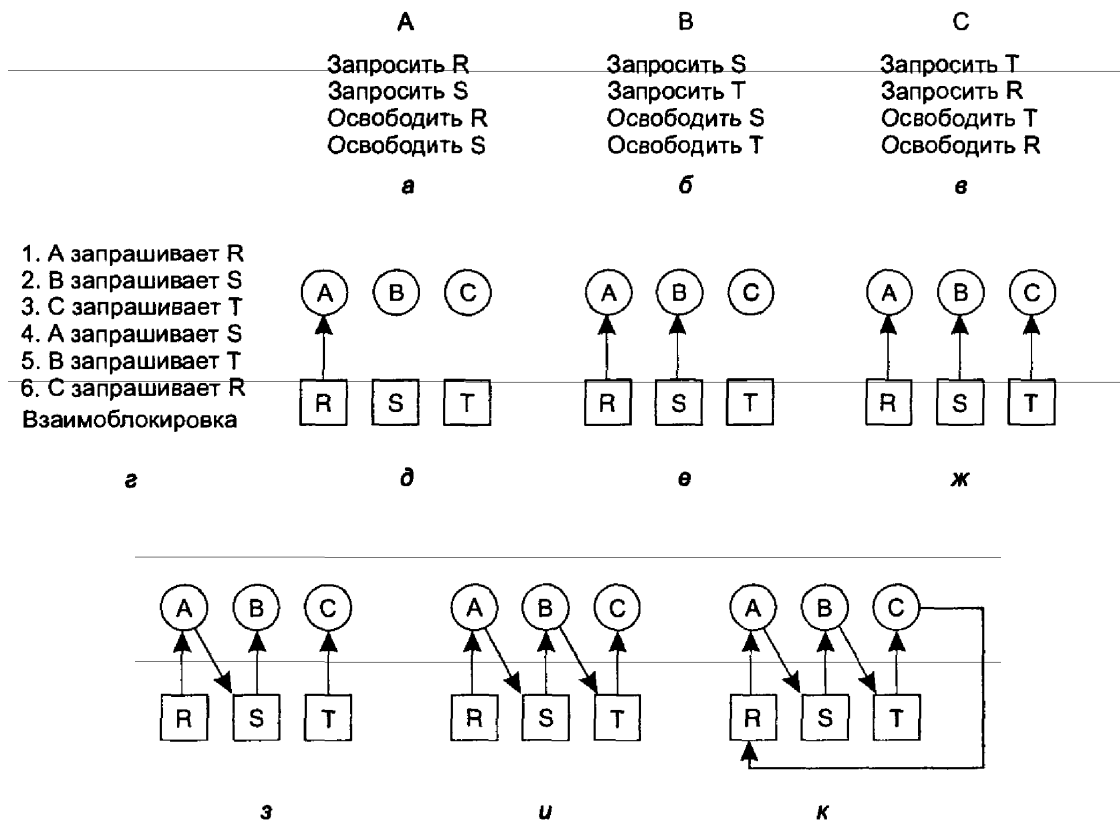 A B C
Запросить R Запросить S Запросить T
Запросить S Запросить T Запросить R
Освободить R Освободить S Освободить T
Освободить S Освободить T Освободить R
а б в
1. А запрашивает R
2. В запрашивает S
3. С запрашивает T
4. А запрашивает S
5. В запрашивает T
6. С запрашивает R
Взаимоблокировка
A B C A B C A B C
R S T R S T R S T
г д е ж
A B C A B C A B C
R S T R S T R S T
з и к